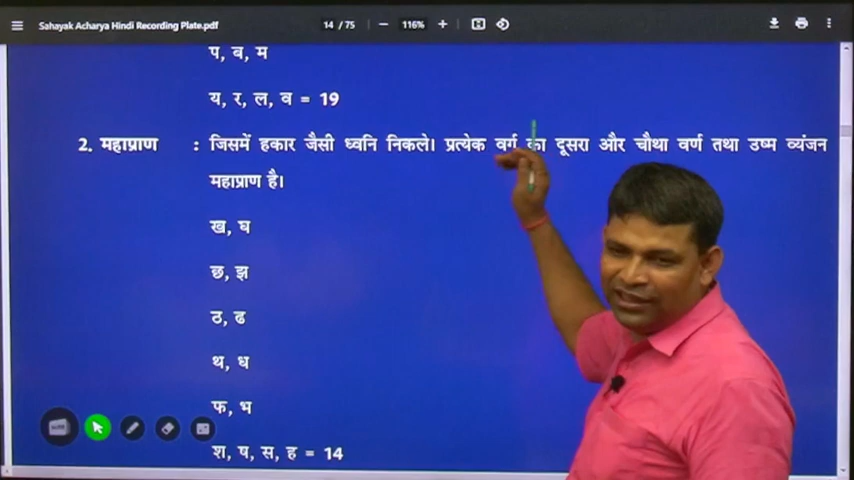 Sahayak Acharya Hindi Recording Plate.pdf
14 / 75
116%
प, ब, म
य, र, ल, व = 19
2. महाप्राण : जिसमें हकार जैसी ध्वनि निकले। प्रत्येक वर्ग का दूसरा और चौथा वर्ण तथा उष्म व्यंजन
महाप्राण है।
ख, घ
छ, झ
ठ, ढ
थ, ध
फ, भ
श, ष, स, ह = 14